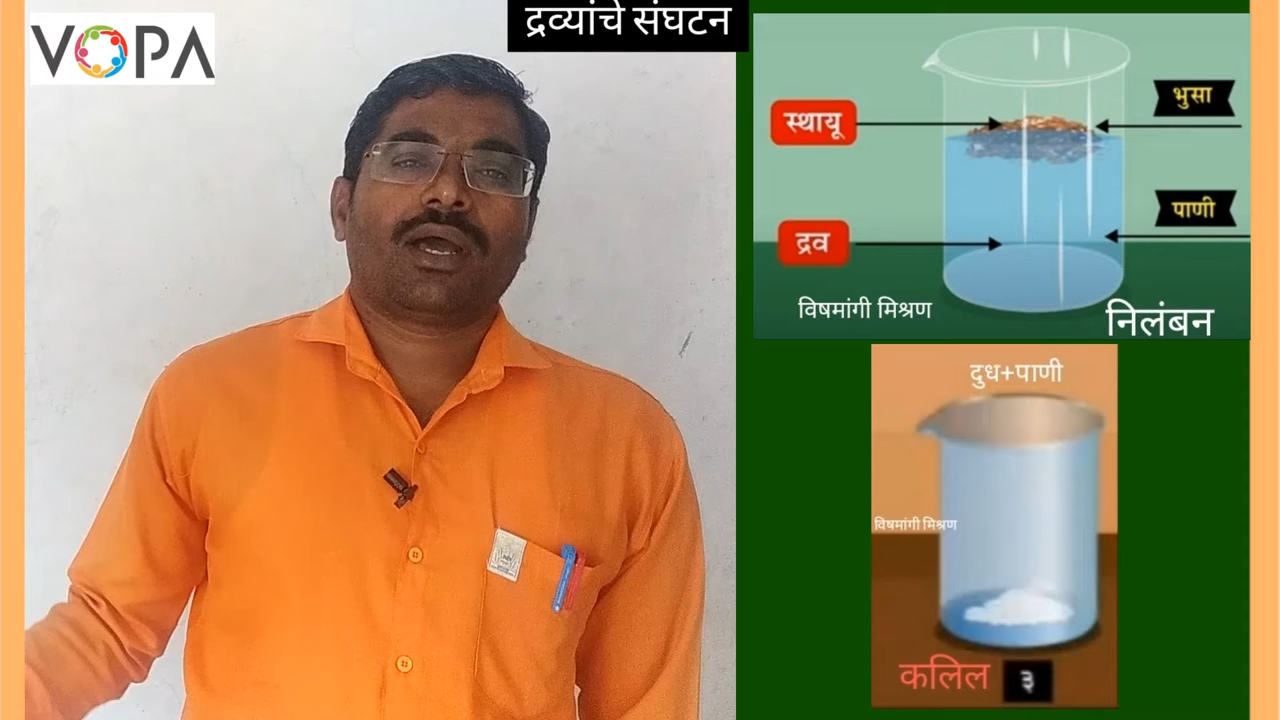 VOPA
द्रव्यांचे संघटन
स्थायू
भुसा
द्रव
पाणी
विषमांगी मिश्रण
निलंबन
दुध+पाणी
विषमांगी मिश्रण
कलिल
३